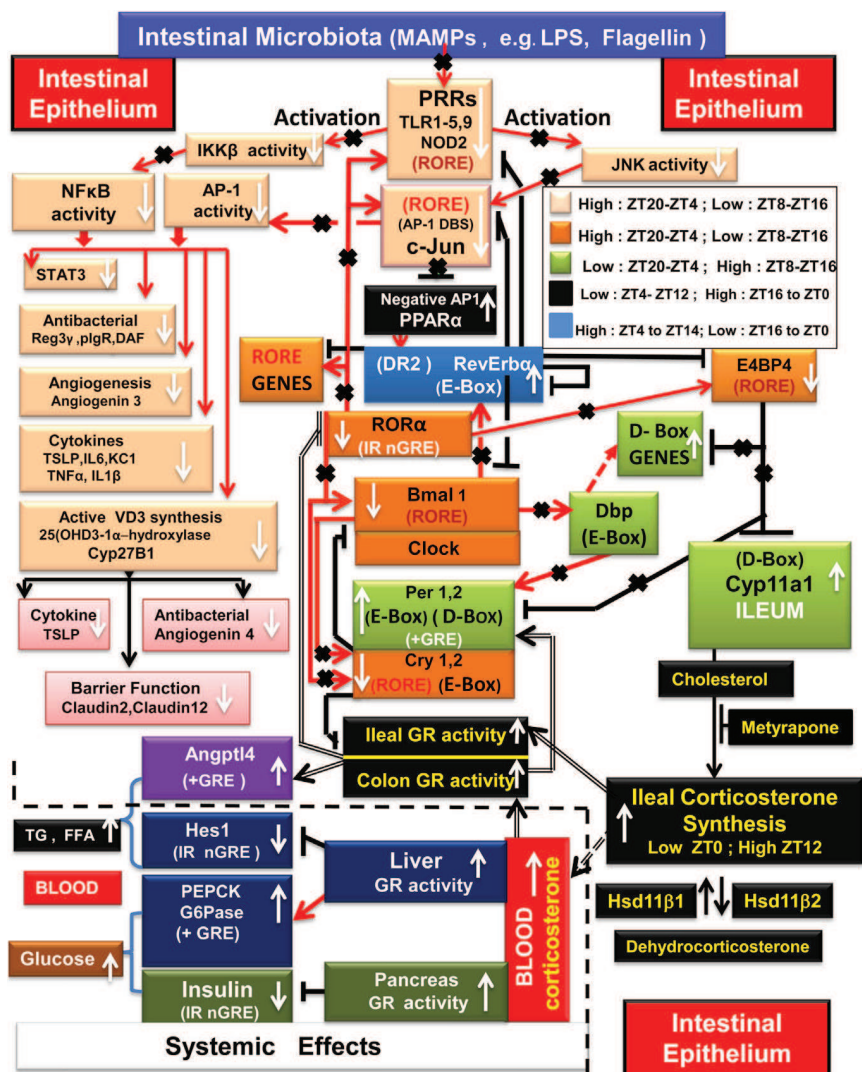 Intestinal Microbiota (MAMPs , e.g. LPS, Flagellin )
Intestinal
Epithelium
Intestinal
Epithelium
PRRs
TLR1-5,9
NOD2
(RORE)
Activation
Activation
IKKβ activity
JNK activity
NFκB
activity
AP-1
activity
(RORE)
(AP-1 DBS)
c-Jun
High : ZT20-ZT4 ; Low : ZT8-ZT16
High : ZT20-ZT4 ; Low : ZT8-ZT16
Low : ZT20-ZT4 ; High : ZT8-ZT16
Low : ZT4- ZT12 ; High : ZT16 to ZT0
High : ZT4 to ZT14; Low : ZT16 to ZT0
STAT3
Negative AP1
PPARα
Antibacterial
Reg3γ,pIgR,DAF
RORE
GENES
(DR2) RevErbα
(E-Box)
E4BP4
(RORE)
Angiogenesis
Angiogenin 3
RORα
(IR nGRE)
D- Box
GENES
Cytokines
TSLP,IL6,KC1
TNFα, IL1β
Bmal 1
(RORE)
Clock
Dbp
(E-Box)
Active VD3 synthesis
25(OHD3-1α–hydroxylase
Cyp27B1
(D-Box)
Cyp11a1
ILEUM
Per 1,2
(E-Box) ( D-Box)
(+GRE)
Cytokine
TSLP
Antibacterial
Angiogenin 4
Cry 1,2
(RORE) (E-Box)
Cholesterol
Barrier Function
Claudin2,Claudin12
Metyrapone
Ileal GR activity
Colon GR activity
Angptl4
(+GRE )
Ileal Corticosterone
Synthesis
Low ZT0 ; High ZT12
TG , FFA
Hes1
(IR nGRE )
Liver
GR activity
BLOOD
PEPCK
G6Pase
(+ GRE)
BLOOD
corticosterone
Hsd11β1
Hsd11β2
Dehydrocorticosterone
Glucose
Insulin
(IR nGRE)
Pancreas
GR activity
Systemic Effects
Intestinal
Epithelium